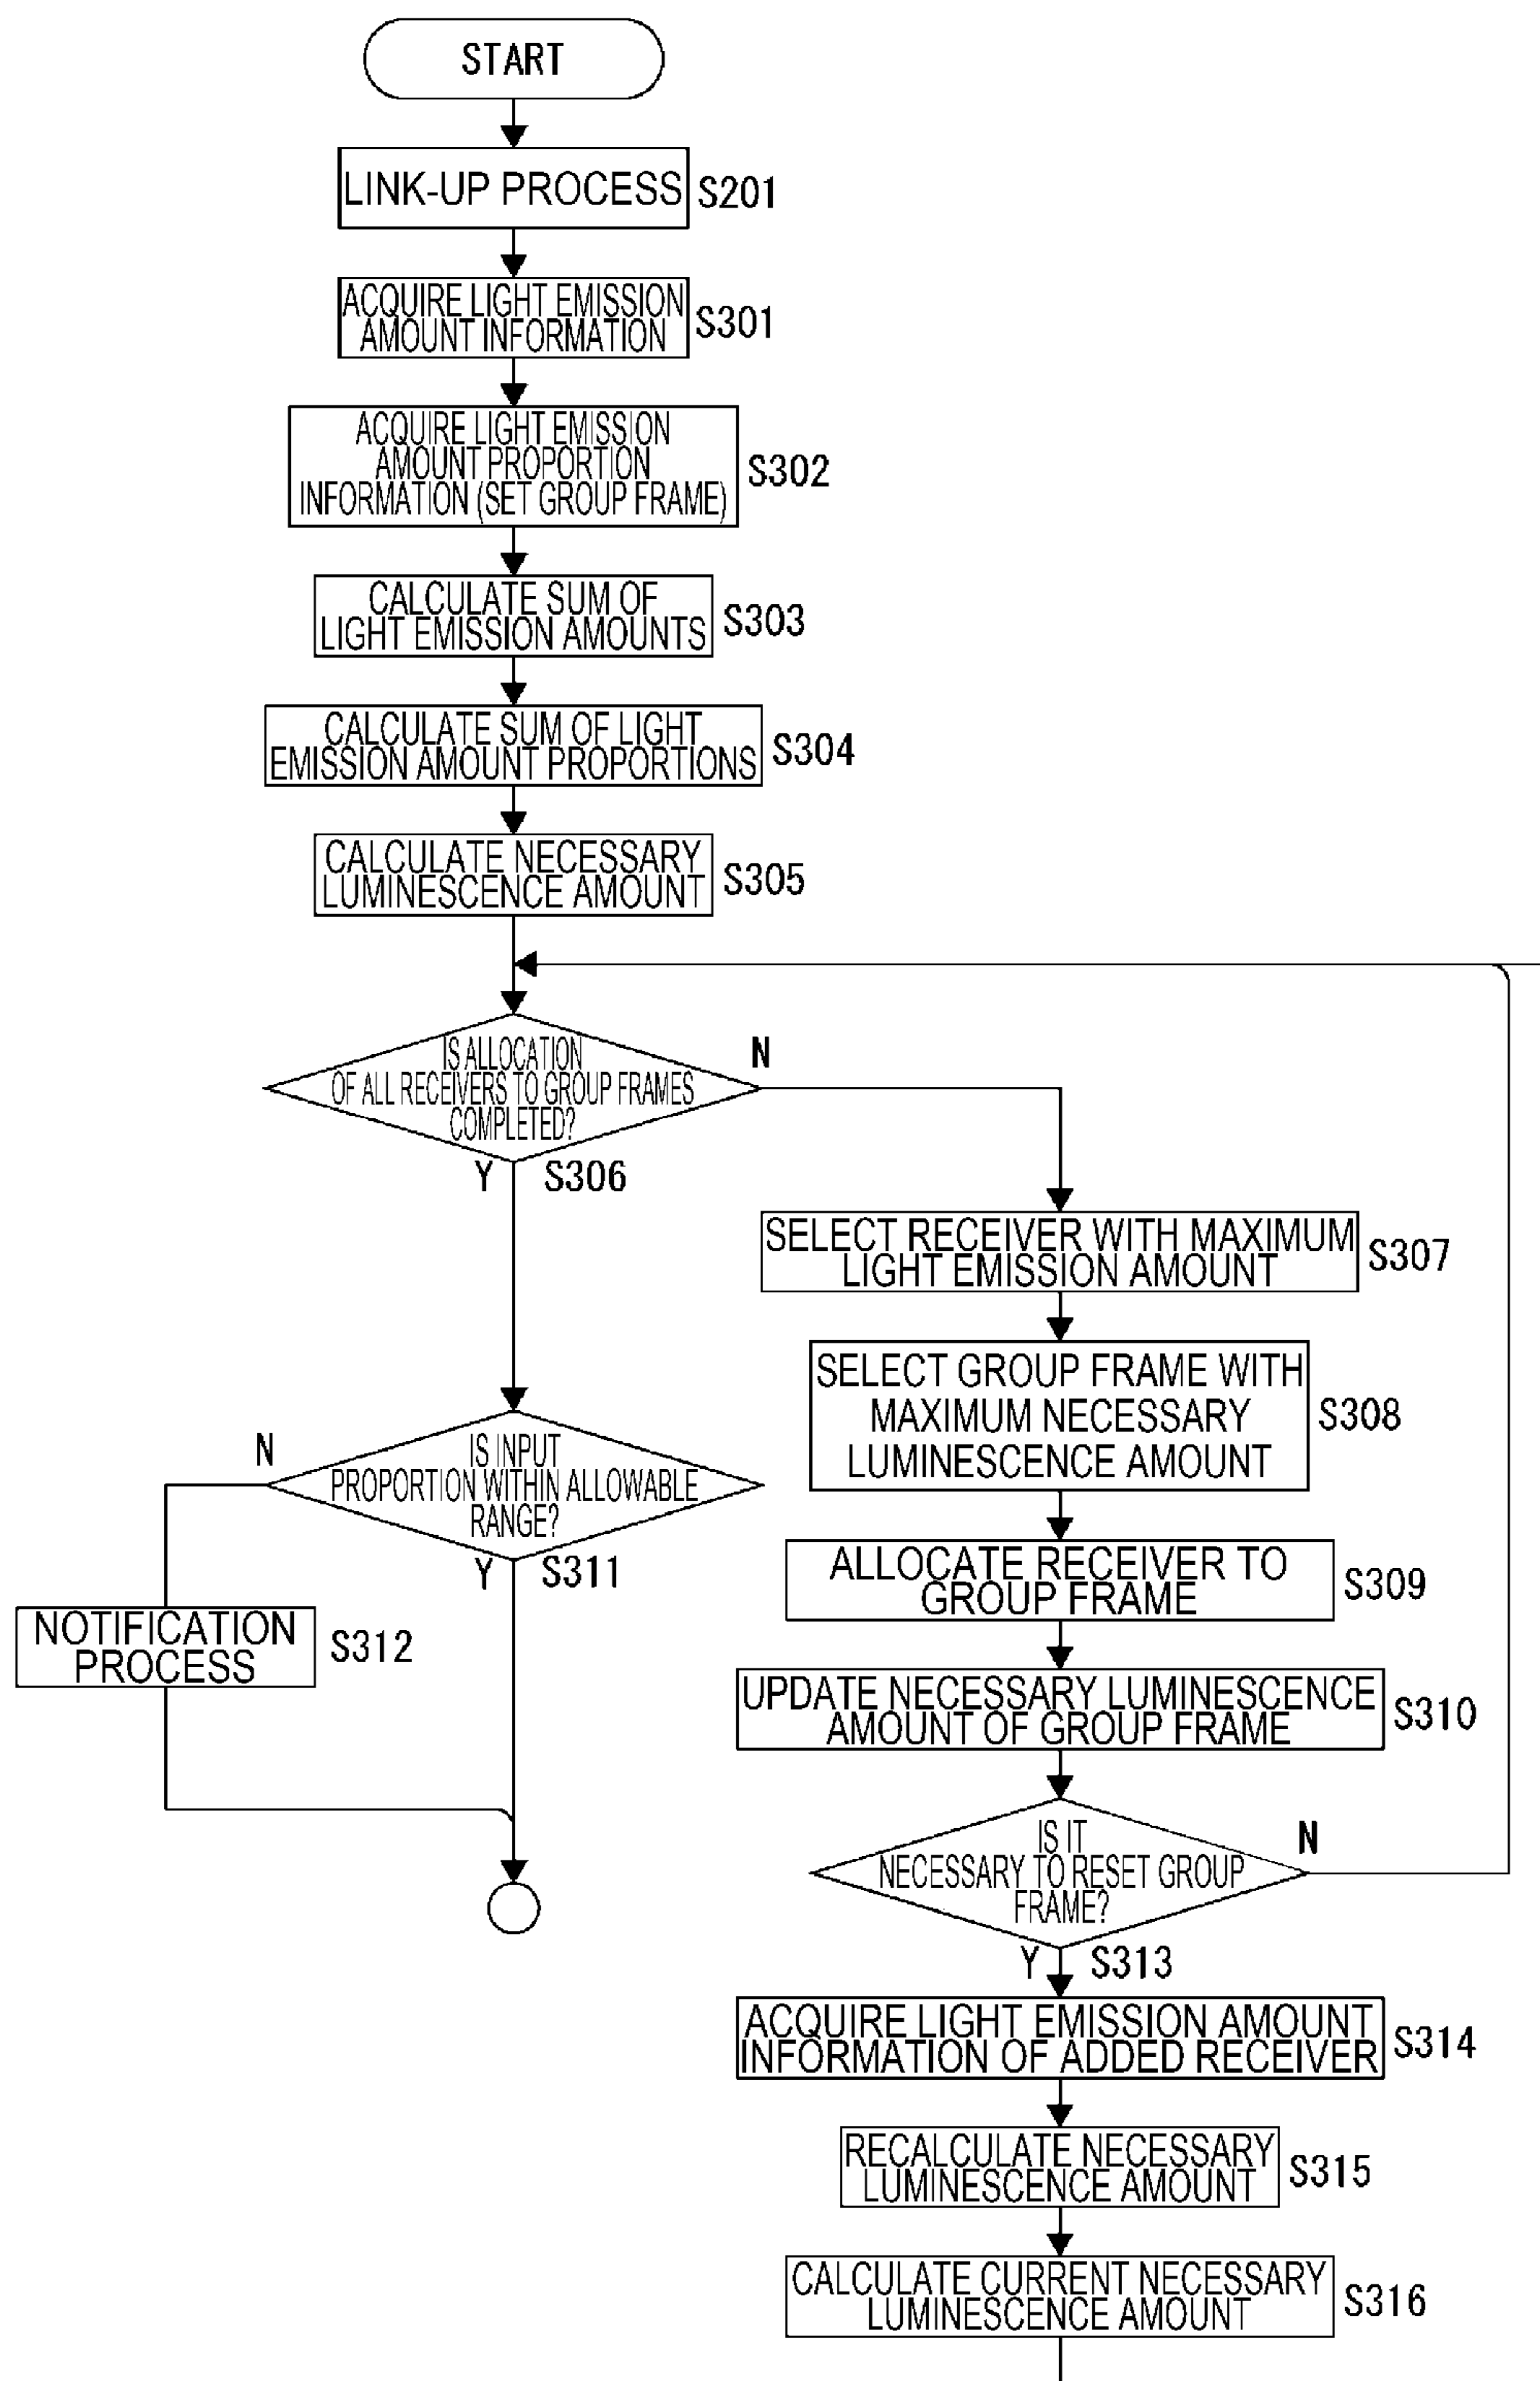 START
LINK-UP PROCESS
S201
ACQUIRE LIGHT EMISSION
AMOUNT INFORMATION
S301
ACQUIRE LIGHT EMISSION
AMOUNT PROPORTION
INFORMATION (SET GROUP FRAME)
S302
CALCULATE SUM OF
LIGHT EMISSION AMOUNTS
S303
CALCULATE SUM OF LIGHT
EMISSION AMOUNT PROPORTIONS
S304
CALCULATE NECESSARY
LUMINESCENCE AMOUNT
S305
IS ALLOCATION
OF ALL RECEIVERS TO GROUP FRAMES
COMPLETED?
N
Y
S306
SELECT RECEIVER WITH MAXIMUM
LIGHT EMISSION AMOUNT
S307
SELECT GROUP FRAME WITH
MAXIMUM NECESSARY
LUMINESCENCE AMOUNT
S308
N
IS INPUT
PROPORTION WITHIN ALLOWABLE
RANGE?
Y
S311
ALLOCATE RECEIVER TO
GROUP FRAME
S309
NOTIFICATION
PROCESS
S312
UPDATE NECESSARY LUMINESCENCE
AMOUNT OF GROUP FRAME
S310
IS IT
NECESSARY TO RESET GROUP
FRAME?
N
Y
S313
ACQUIRE LIGHT EMISSION AMOUNT
INFORMATION OF ADDED RECEIVER
S314
RECALCULATE NECESSARY
LUMINESCENCE AMOUNT
S315
CALCULATE CURRENT NECESSARY
LUMINESCENCE AMOUNT
S316